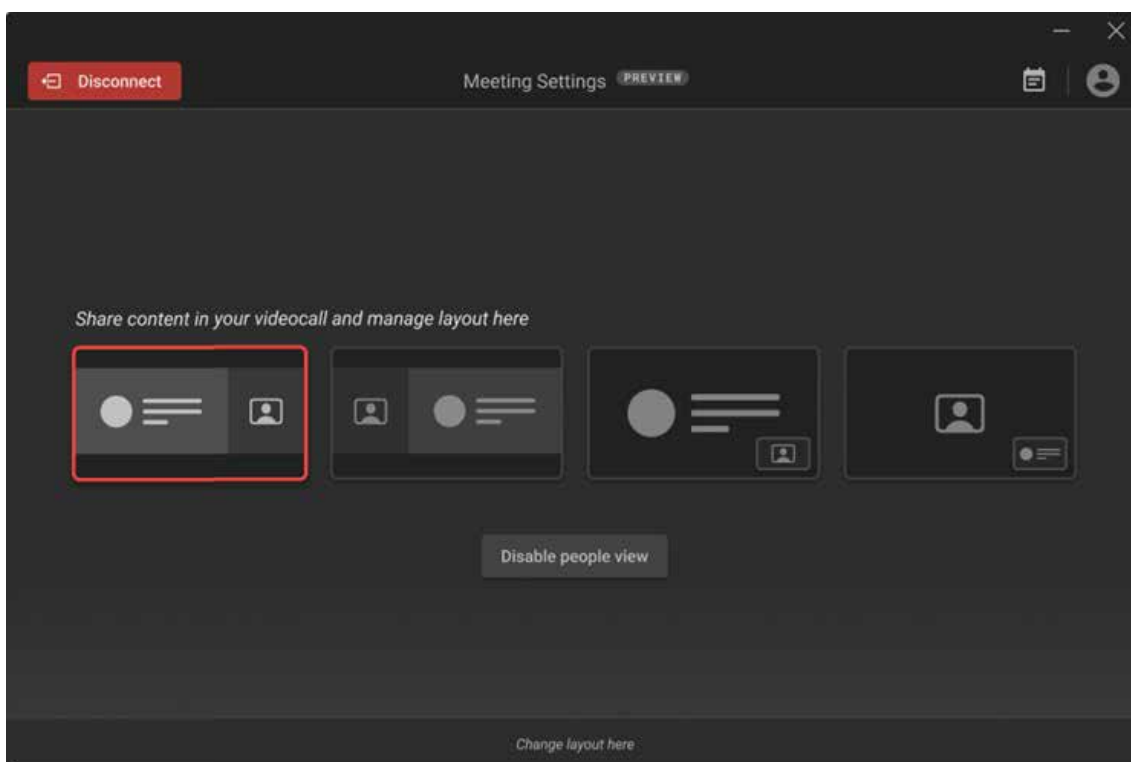 Disconnect
Meeting Settings PREVIEW
Share content in your videocall and manage layout here
Disable people view
Change layout here